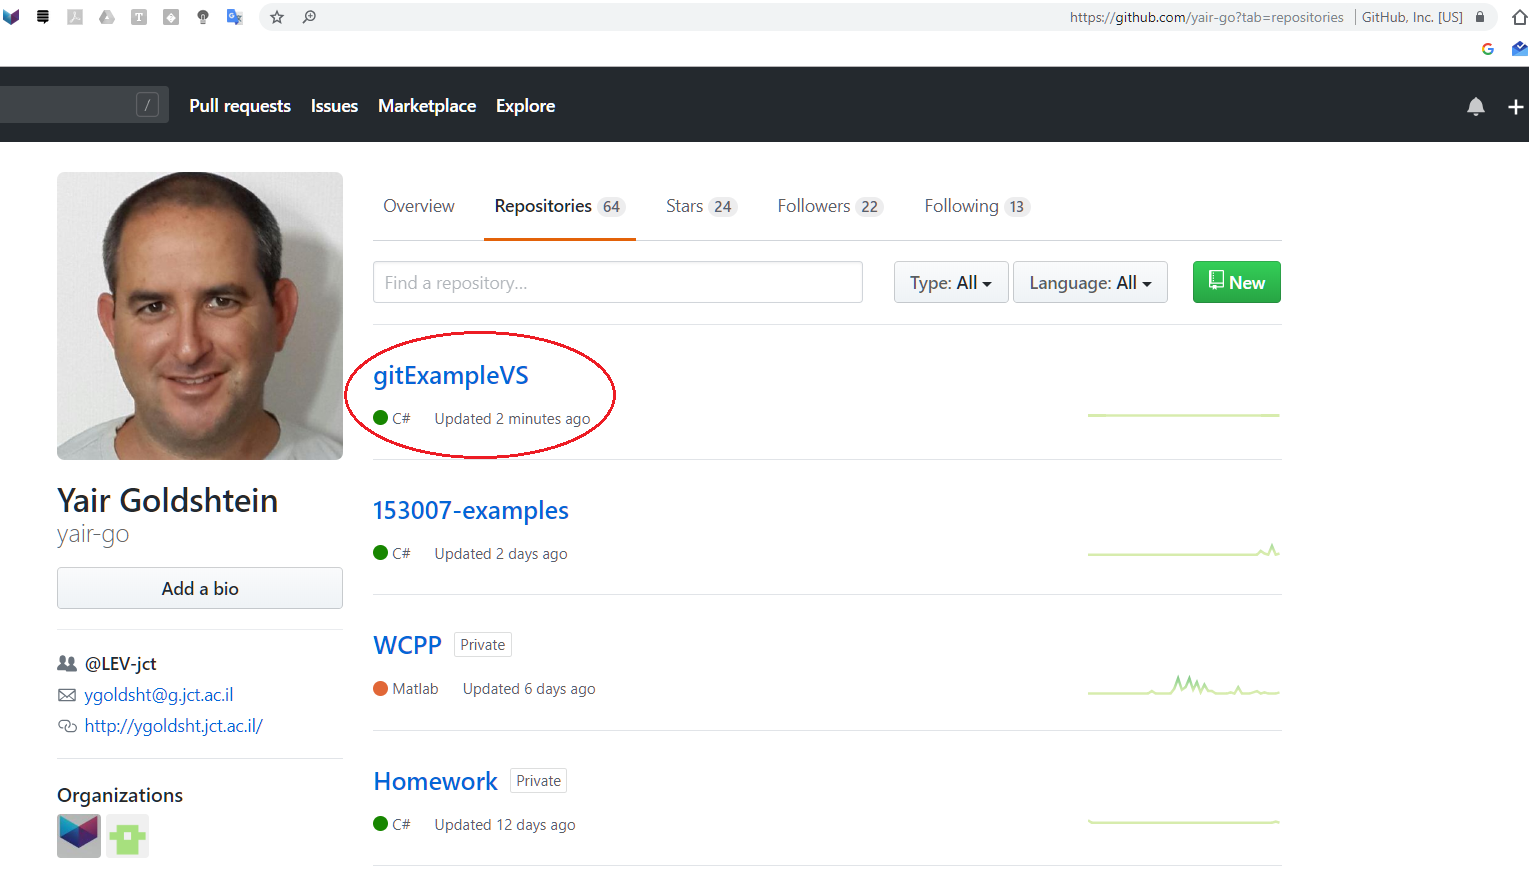 https://github.com/yair-go?tab=repositories | GitHub, Inc. [US]
/ Pull requests Issues Marketplace Explore
Overview Repositories 64 Stars 24 Followers 22 Following 13
Find a repository... Type: All Language: All New
gitExampleVS
C# Updated 2 minutes ago
Yair Goldshtein
yair-go
Add a bio
@LEV-jct
ygoldsht@g.jct.ac.il
http://ygoldsht.jct.ac.il/
Organizations
153007-examples
C# Updated 2 days ago
WCPP Private
Matlab Updated 6 days ago
Homework Private
C# Updated 12 days ago